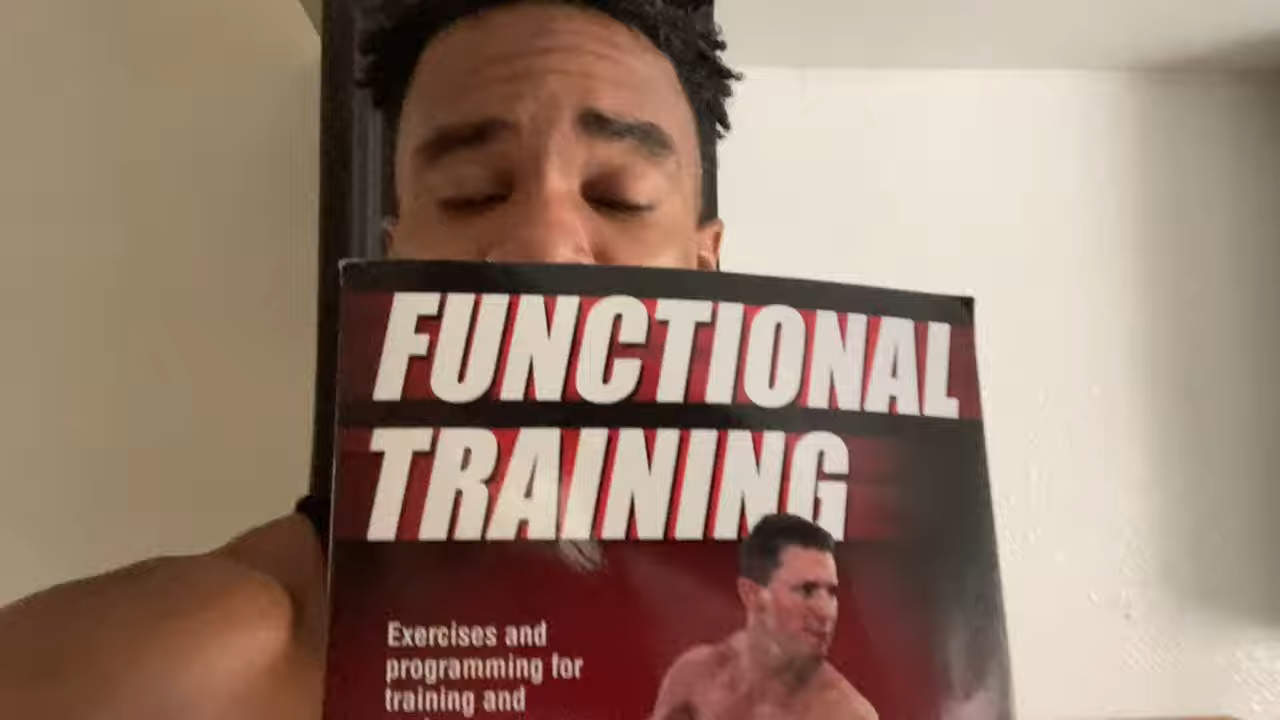 FUNCTIONAL
TRAINING
Exercises and
programming for
training and